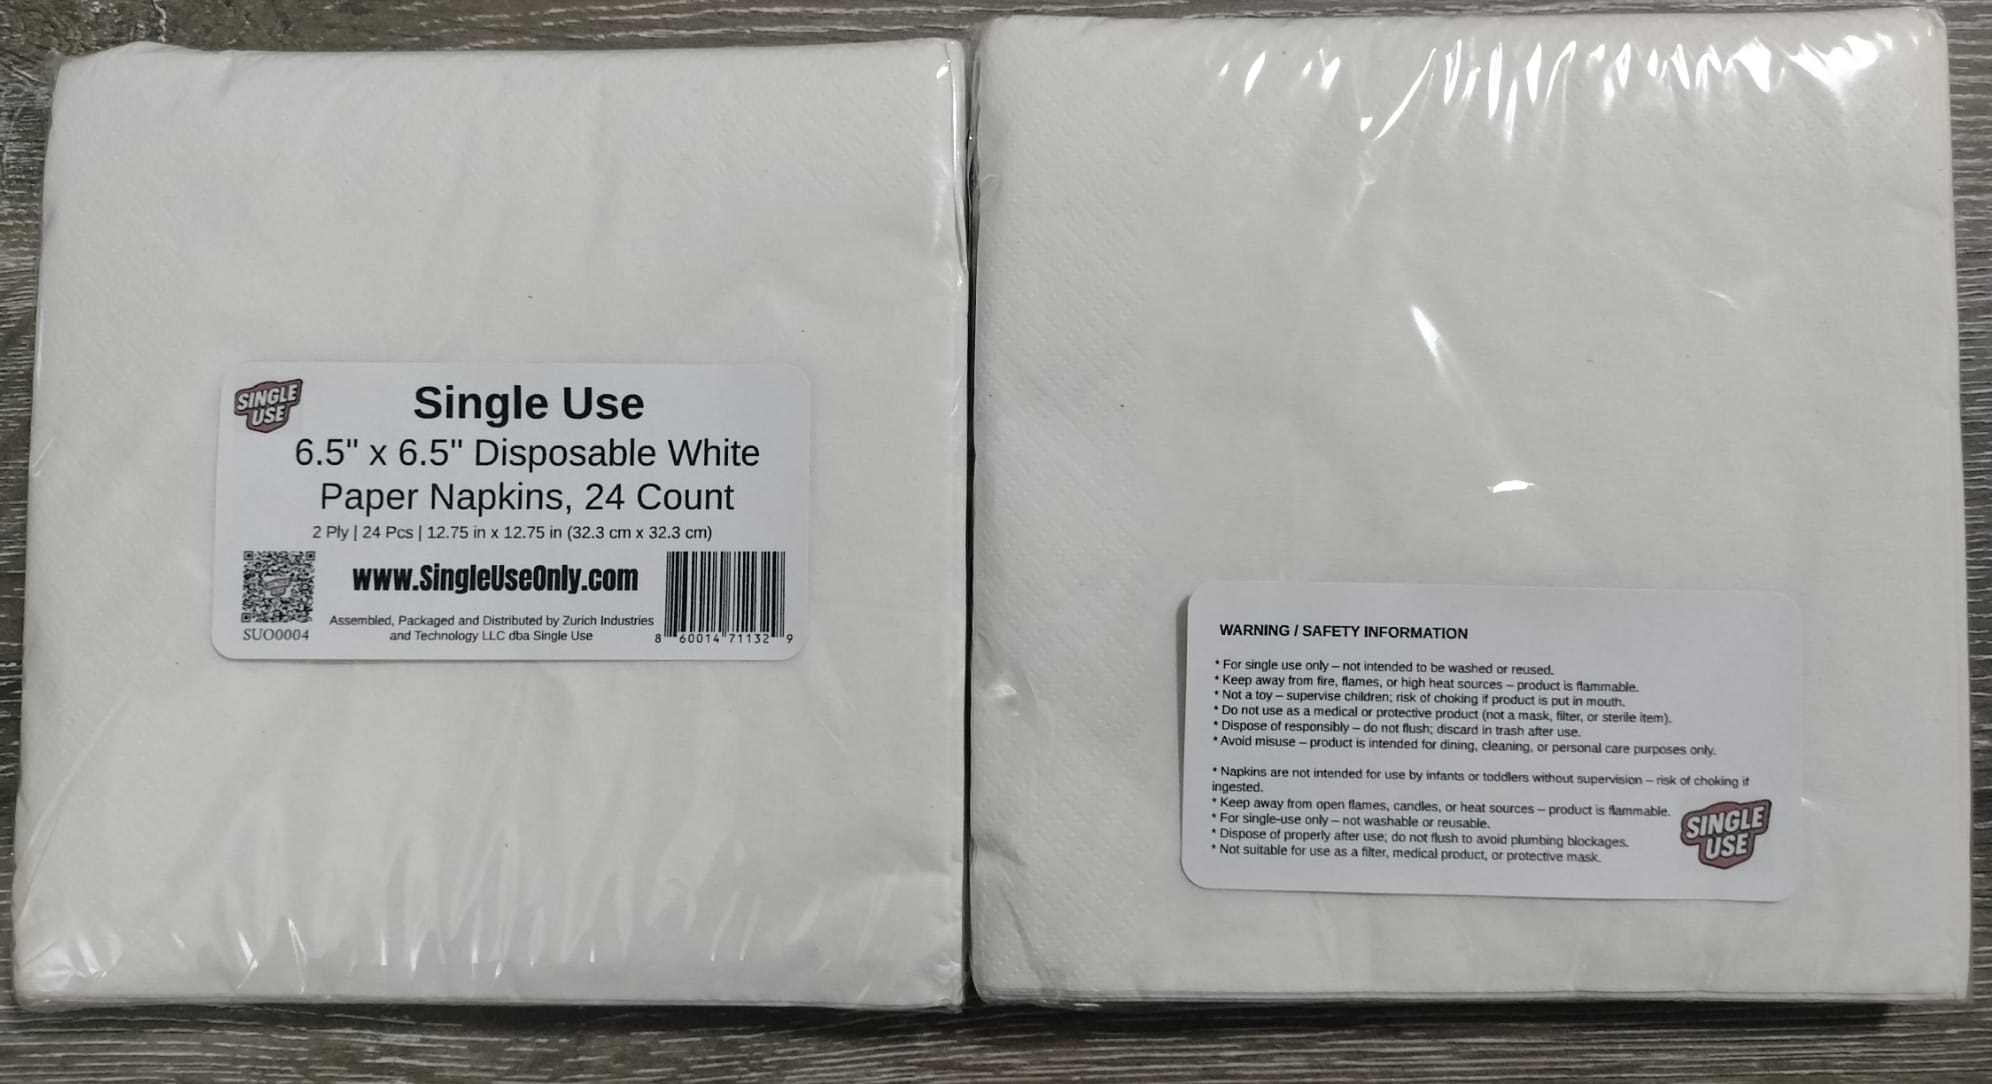 SINGLE
USE
Single Use
6.5" x 6.5" Disposable White
Paper Napkins, 24 Count
2 Ply | 24 Pcs | 12.75 in x 12.75 in (32.3 cm x 32.3 cm)
www.SingleUseOnly.com
Assembled, Packaged and Distributed by Zurich Industries
and Technology LLC dba Single Use
SUO0004
8 60014 71132 9
WARNING / SAFETY INFORMATION
* For single use only – not intended to be washed or reused.
* Keep away from fire, flames, or high heat sources – product is flammable.
* Not a toy – supervise children; risk of choking if product is put in mouth.
* Do not use as a medical or protective product (not a mask, filter, or sterile item).
* Dispose of responsibly – do not flush; discard in trash after use.
* Avoid misuse – product is intended for dining, cleaning, or personal care purposes only.
* Napkins are not intended for use by infants or toddlers without supervision – risk of choking if
ingested.
* Keep away from open flames, candles, or heat sources – product is flammable.
* For single-use only – not washable or reusable.
* Dispose of properly after use; do not flush to avoid plumbing blockages.
* Not suitable for use as a filter, medical product, or protective mask.
SINGLE
USE